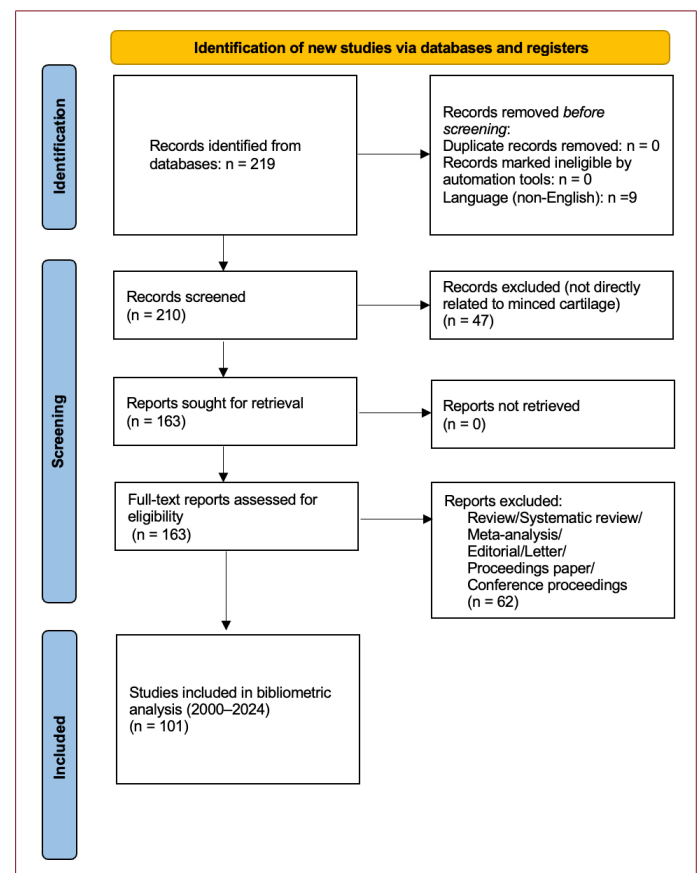 Identification of new studies via databases and registers
Identification
Records identified from
databases: n = 219
Records removed before
screening:
Duplicate records removed: n = 0
Records marked ineligible by
automation tools: n = 0
Language (non-English): n =9
Screening
Records screened
(n = 210)
Records excluded (not directly
related to minced cartilage)
(n = 47)
Reports sought for retrieval
(n = 163)
Reports not retrieved
(n = 0)
Full-text reports assessed for
eligibility
(n = 163)
Reports excluded:
Review/Systematic review/
Meta-analysis/
Editorial/Letter/
Proceedings paper/
Conference proceedings
(n = 62)
Included
Studies included in bibliometric
analysis (2000–2024)
(n = 101)